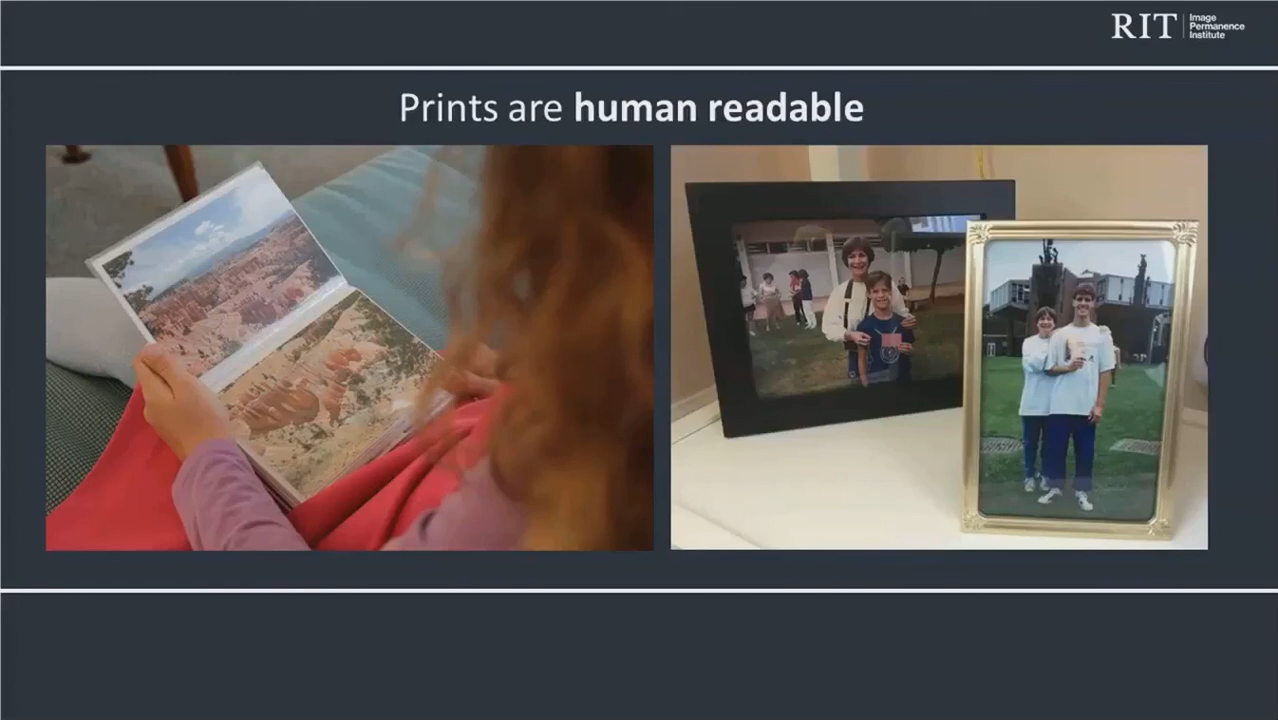 RIT
Image
Permanence
Institute
Prints are human readable